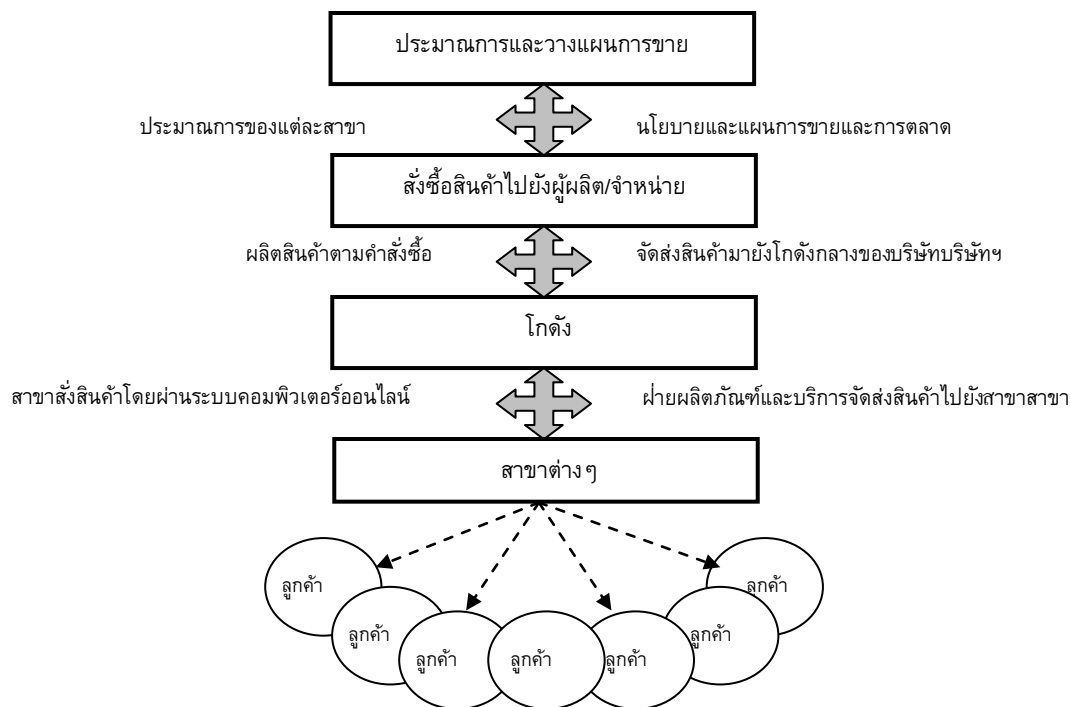 ประมาณการและวางแผนการขาย
ประมาณการของแต่ละสาขา
นโยบายและแผนการขายและการตลาด
สั่งซื้อสินค้าไปยังผู้ผลิต/จำหน่าย
ผลิตสินค้าตามคำสั่งซื้อ
จัดส่งสินค้ามายังโกดังกลางของบริษัทบริษัทฯ
โกดัง
สาขาสั่งสินค้าโดยผ่านระบบคอมพิวเตอร์ออนไลน์
ฝ่ายผลิตภัณฑ์และบริการจัดส่งสินค้าไปยังสาขาสาขา
สาขาต่างๆ
ลูกค้า
ลูกค้า
ลูกค้า
ลูกค้า
ลูกค้า
ลูกค้า
ลูกค้า